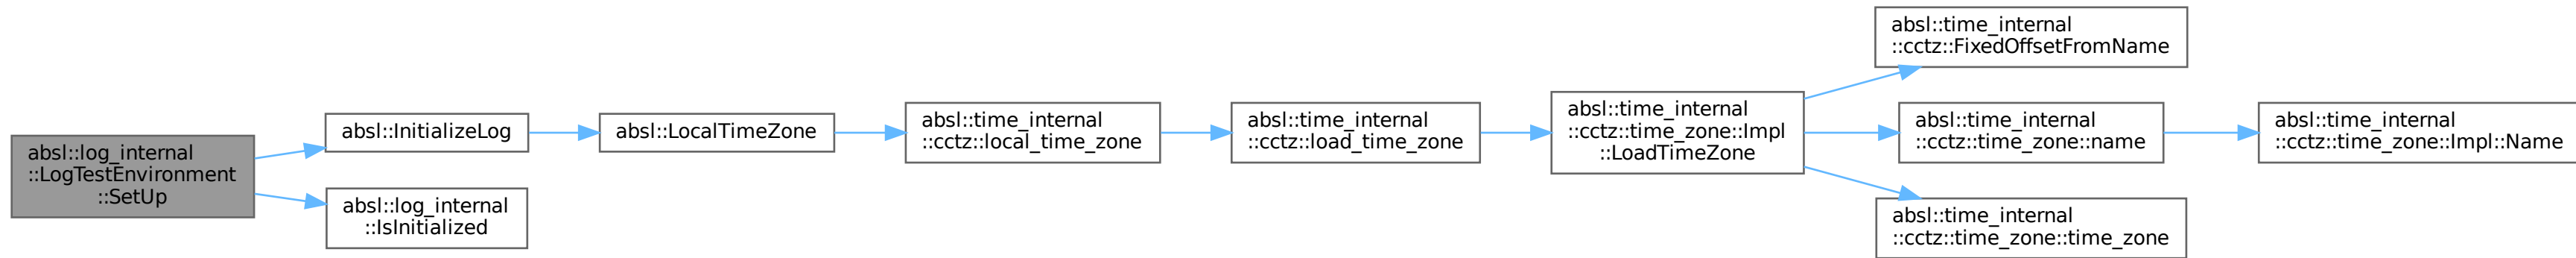 absl::log_internal
::LogTestEnvironment
::SetUp
absl::InitializeLog
absl::LocalTimeZone
absl::time_internal
::cctz::local_time_zone
absl::time_internal
::cctz::load_time_zone
absl::time_internal
::cctz::time_zone::Impl
::LoadTimeZone
absl::time_internal
::cctz::FixedOffsetFromName
absl::time_internal
::cctz::time_zone::name
absl::time_internal
::cctz::time_zone::Impl::Name
absl::time_internal
::cctz::time_zone::time_zone
absl::log_internal
::IsInitialized